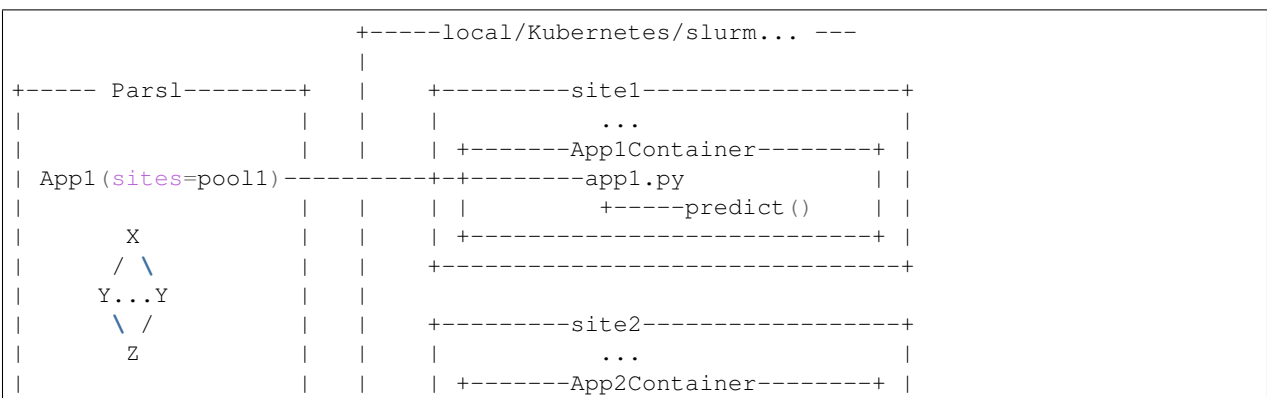 +-----local/Kubernetes/slurm... ---
                                |
+----- Parsl--------+   |     +---------site1------------------+
|                        |    |     |              ...                         |
|                        |    |     | +-------App1Container--------+ |
| App1(sites=pool1)----------+-+--------app1.py              | |
|                        |    |     | |            +-----predict()     | |
|         X              |    |     | +----------------------------+ |
|        / \             |    |     +--------------------------------+
|       Y...Y            |    |
|        \ /             |    |     +---------site2------------------+
|         Z              |    |     |              ...                         |
|                        |    |     | +-------App2Container--------+ |